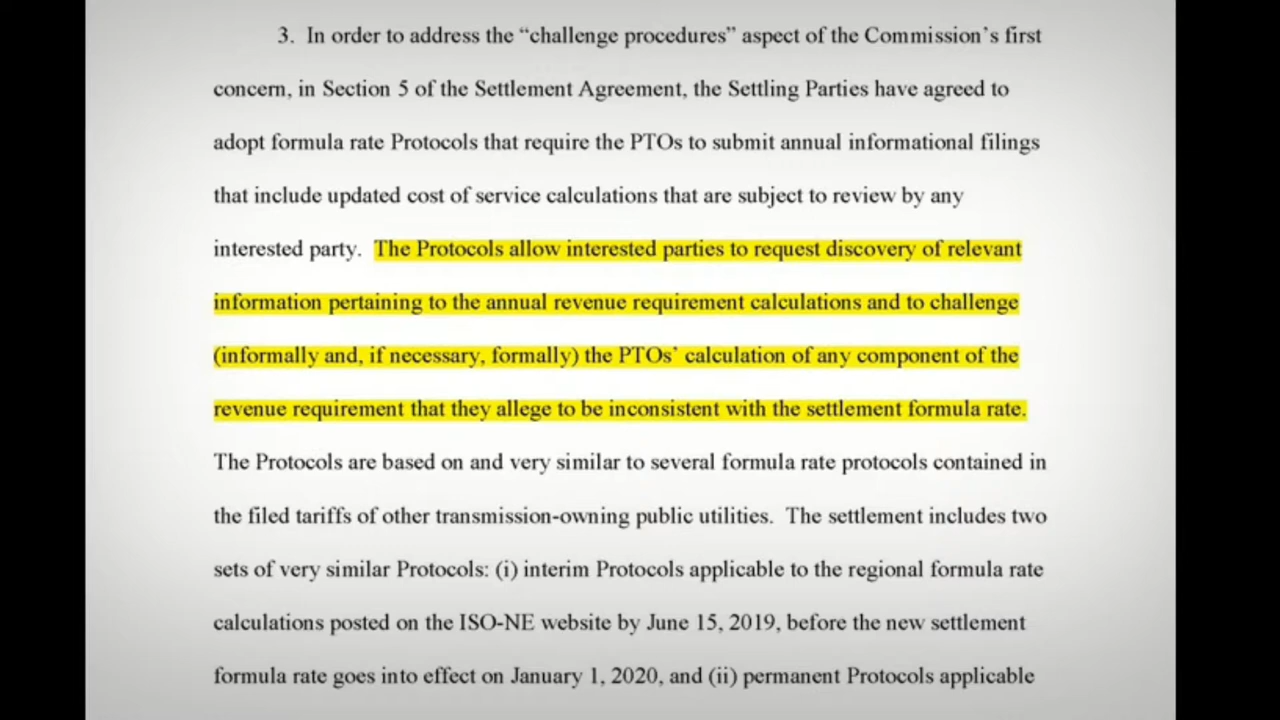 3. In order to address the “challenge procedures” aspect of the Commission’s first
concern, in Section 5 of the Settlement Agreement, the Settling Parties have agreed to
adopt formula rate Protocols that require the PTOs to submit annual informational filings
that include updated cost of service calculations that are subject to review by any
interested party. The Protocols allow interested parties to request discovery of relevant
information pertaining to the annual revenue requirement calculations and to challenge
(informally and, if necessary, formally) the PTOs’ calculation of any component of the
revenue requirement that they allege to be inconsistent with the settlement formula rate.
The Protocols are based on and very similar to several formula rate protocols contained in
the filed tariffs of other transmission-owning public utilities. The settlement includes two
sets of very similar Protocols: (i) interim Protocols applicable to the regional formula rate
calculations posted on the ISO-NE website by June 15, 2019, before the new settlement
formula rate goes into effect on January 1, 2020, and (ii) permanent Protocols applicable